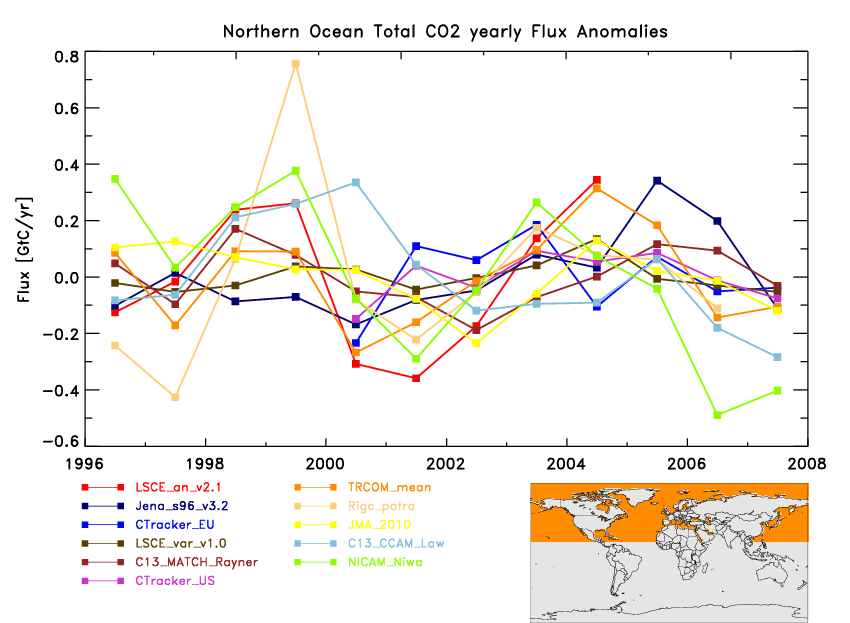 Northern Ocean Total CO2 yearly Flux Anomalies
Flux [GtC/yr]
0.8
0.6
0.4
0.2
0.0
-0.2
-0.4
-0.6
1996 1998 2000 2002 2004 2006 2008
LSCE_an_v2.1 TRCOM_mean
Jena_s96_v3.2 Rigc_patra
CTracker_EU JMA_2010
LSCE_var_v1.0 C13_CCAM_Law
C13_MATCH_Rayner NICAM_Niwa
CTracker_US